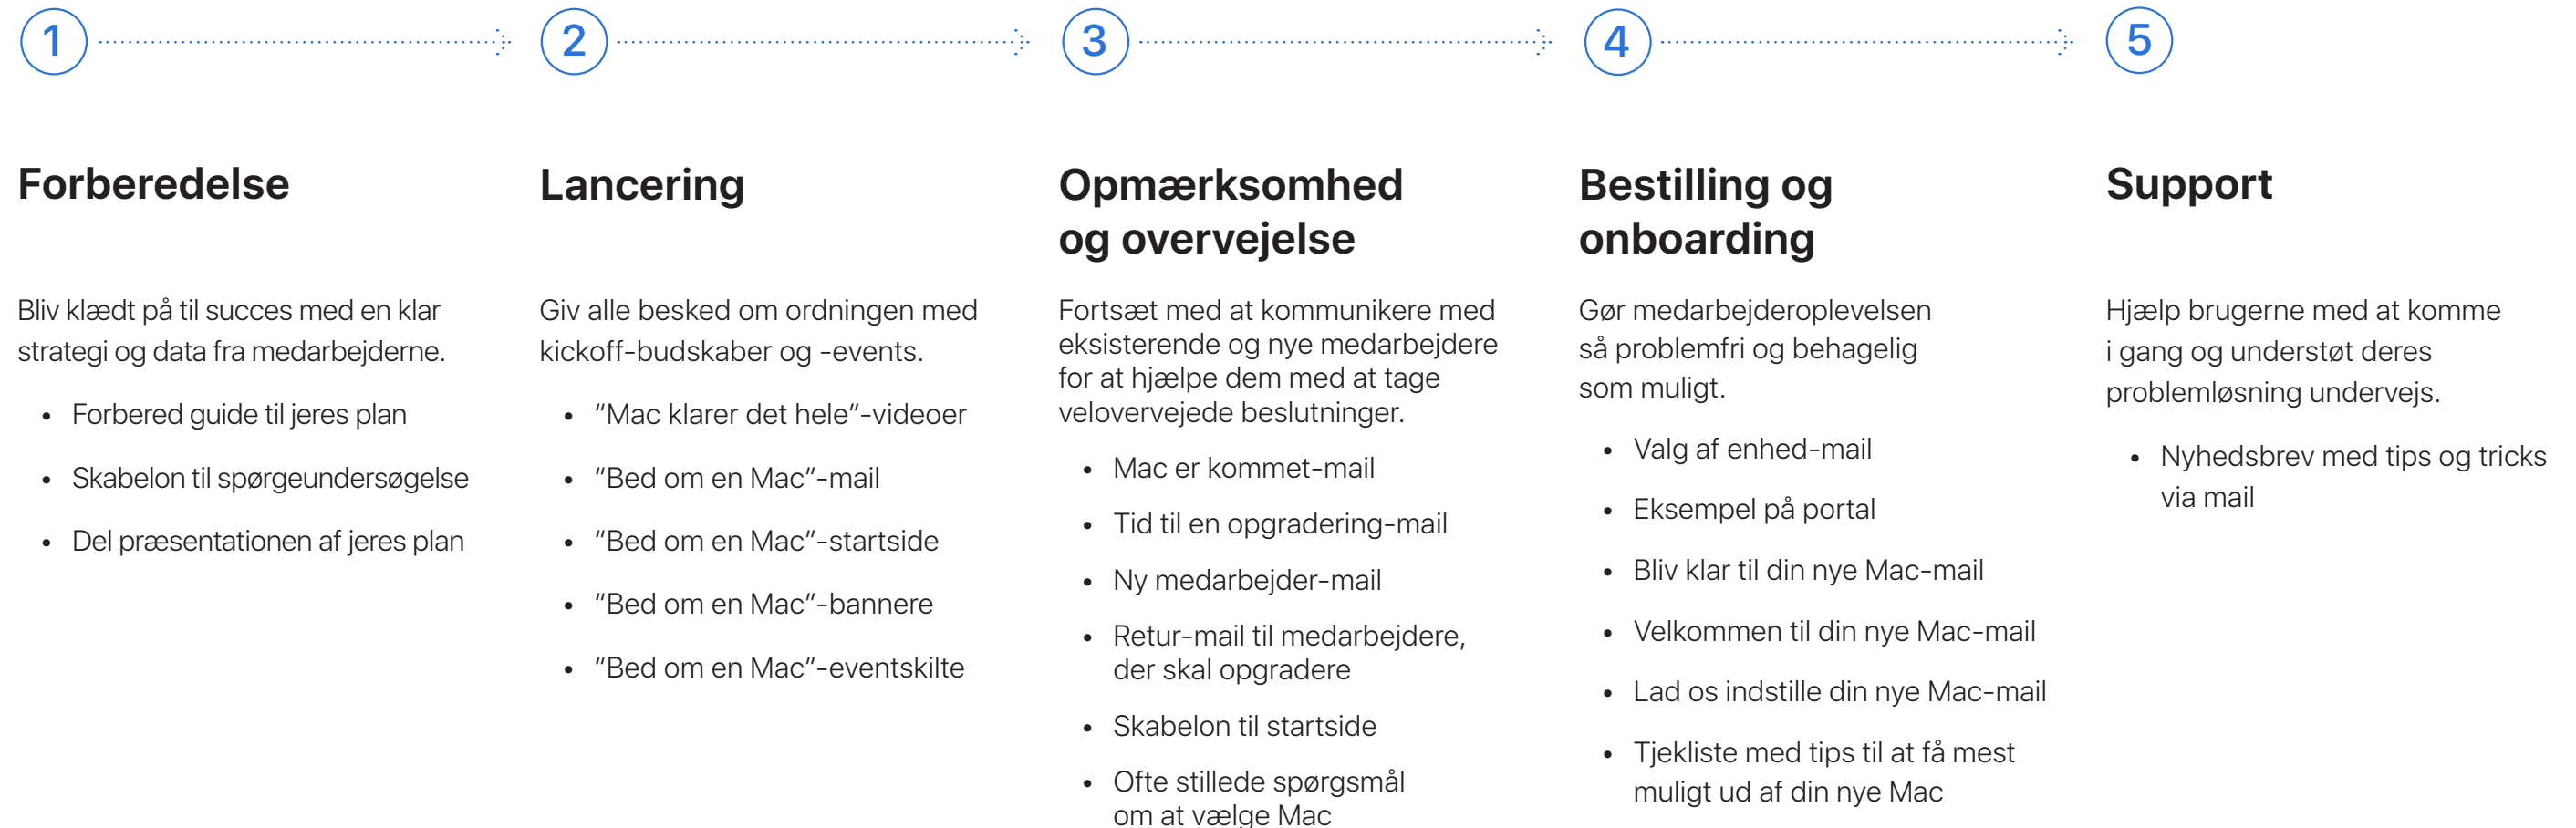 1
2
3
4
5
Forberedelse
Bliv klædt på til succes med en klar
strategi og data fra medarbejderne.
• Forbered guide til jeres plan
• Skabelon til spørgeundersøgelse
• Del præsentationen af jeres plan
Lancering
Giv alle besked om ordningen med
kickoff-budskaber og -events.
• “Mac klarer det hele”-videoer
• “Bed om en Mac”-mail
• “Bed om en Mac”-startside
• “Bed om en Mac”-bannere
• “Bed om en Mac”-eventskilte
Opmærksomhed
og overvejelse
Fortsæt med at kommunikere med
eksisterende og nye medarbejdere
for at hjælpe dem med at tage
velovervejede beslutninger.
• Mac er kommet-mail
• Tid til en opgradering-mail
• Ny medarbejder-mail
• Retur-mail til medarbejdere,
der skal opgradere
• Skabelon til startside
• Ofte stillede spørgsmål
om at vælge Mac
Bestilling og
onboarding
Gør medarbejderoplevelsen
så problemfri og behagelig
som muligt.
• Valg af enhed-mail
• Eksempel på portal
• Bliv klar til din nye Mac-mail
• Velkommen til din nye Mac-mail
• Lad os indstille din nye Mac-mail
• Tjekliste med tips til at få mest
muligt ud af din nye Mac
Support
Hjælp brugerne med at komme
i gang og understøt deres
problemløsning undervejs.
• Nyhedsbrev med tips og tricks
via mail